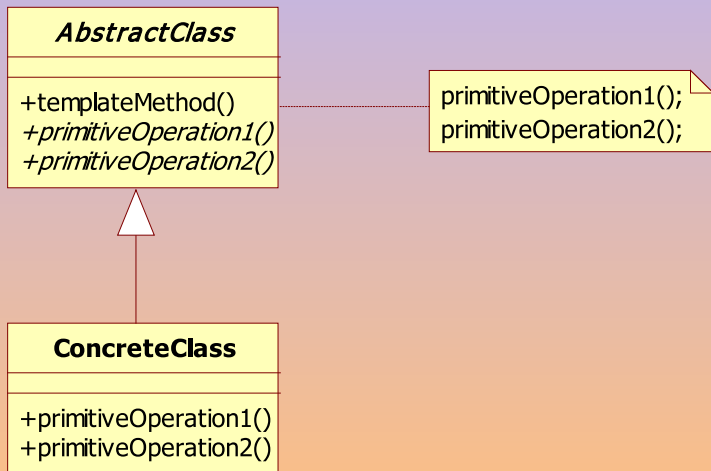 AbstractClass
+templateMethod()
+primitiveOperation1()
+primitiveOperation2()
primitiveOperation1();
primitiveOperation2();
ConcreteClass
+primitiveOperation1()
+primitiveOperation2()